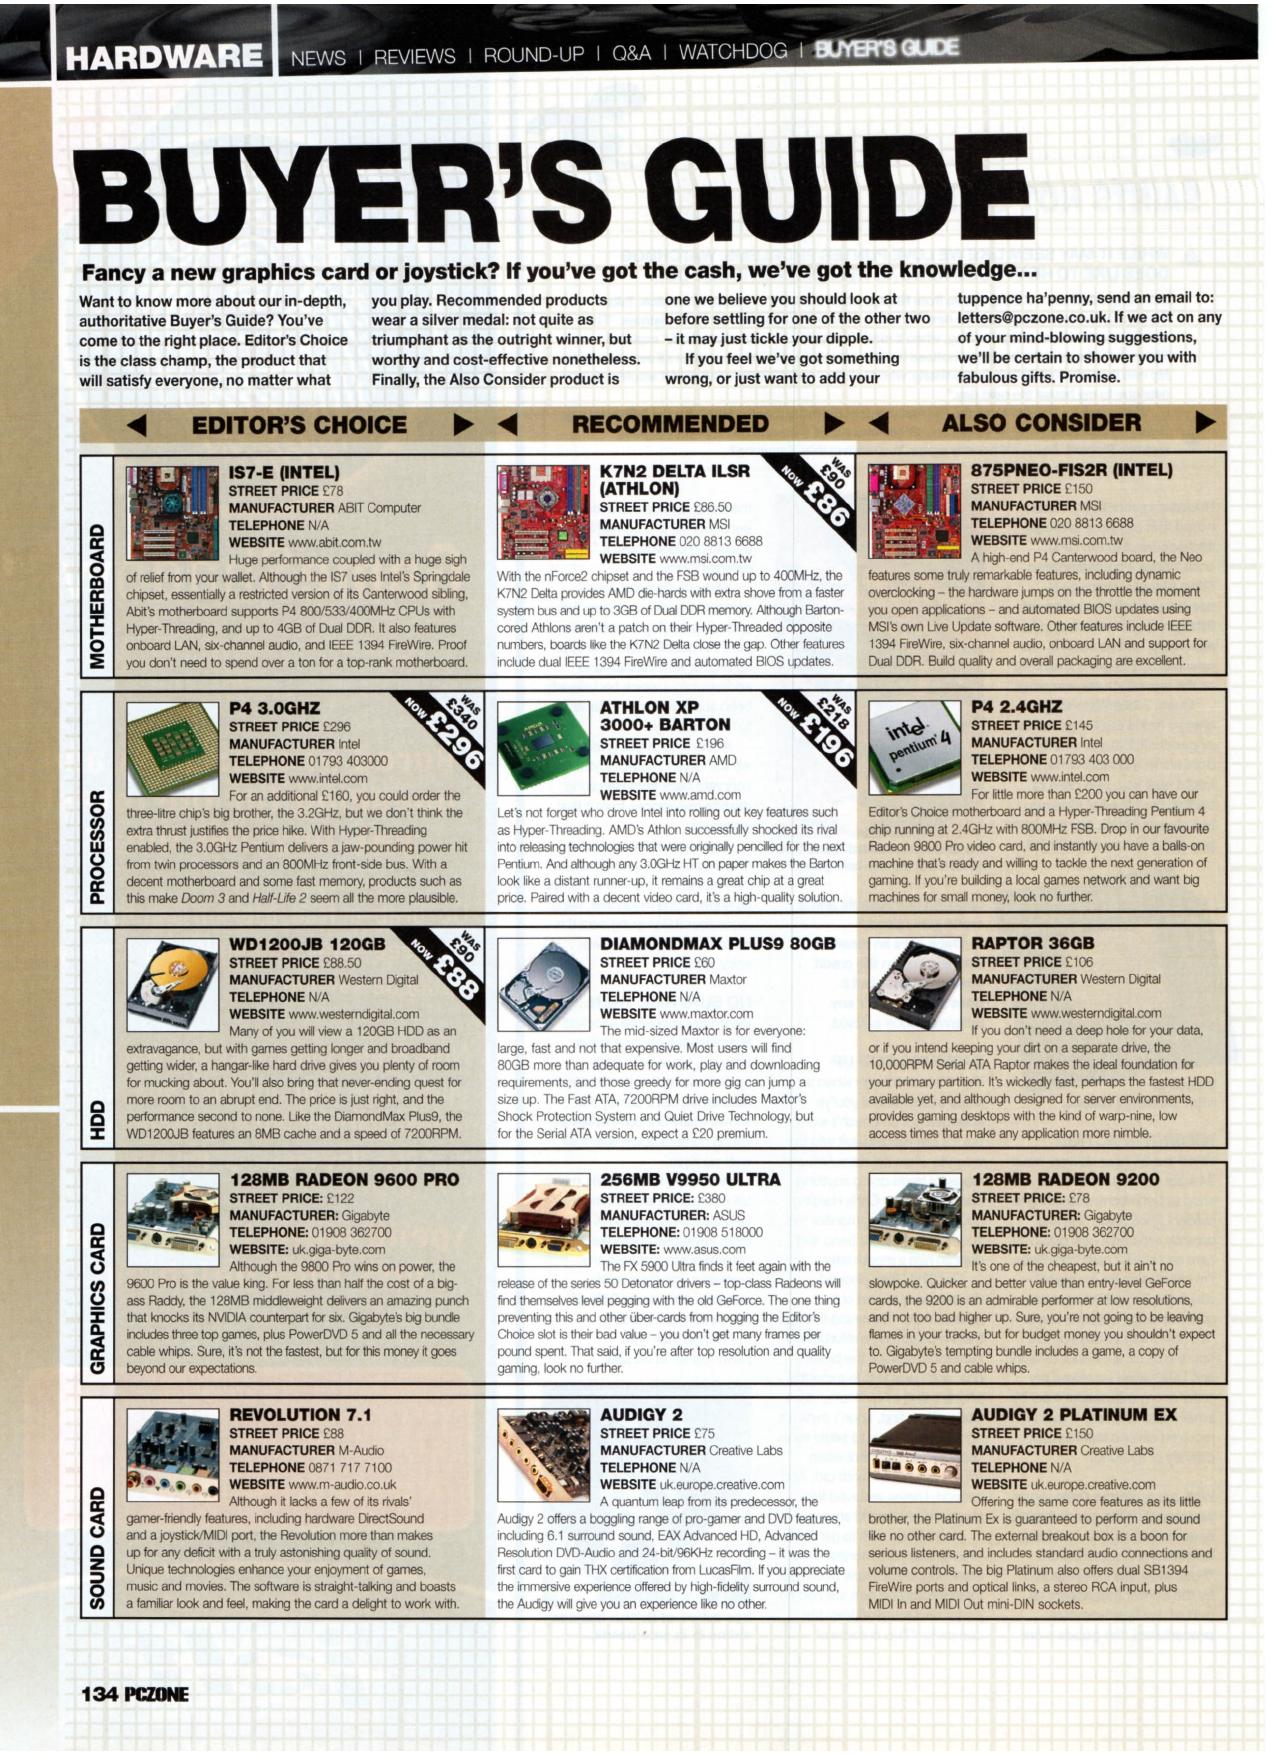 HARDWARE
NEWS | REVIEWS | ROUND-UP | Q&A | WATCHDOG | BUYER'S GUIDE
BUYER'S GUIDE
Fancy a new graphics card or joystick? If you've got the cash, we've got the knowledge...
Want to know more about our in-depth,
authoritative Buyer's Guide? You've
come to the right place. Editor's Choice
is the class champ, the product that
will satisfy everyone, no matter what
you play. Recommended products
wear a silver medal: not quite as
triumphant as the outright winner, but
worthy and cost-effective nonetheless.
Finally, the Also Consider product is
one we believe you should look at
before settling for one of the other two
– it may just tickle your dipple.
If you feel we've got something
wrong, or just want to add your
tuppence ha'penny, send an email to:
letters@pczone.co.uk. If we act on any
of your mind-blowing suggestions,
we'll be certain to shower you with
fabulous gifts. Promise.
EDITOR'S CHOICE
RECOMMENDED
ALSO CONSIDER
MOTHERBOARD
IS7-E (INTEL)
STREET PRICE £78
MANUFACTURER ABIT Computer
TELEPHONE N/A
WEBSITE www.abit.com.tw
Huge performance coupled with a huge sigh
of relief from your wallet. Although the IS7 uses Intel's Springdale
chipset, essentially a restricted version of its Canterwood sibling,
Abit's motherboard supports P4 800/533/400MHz CPUs with
Hyper-Threading, and up to 4GB of Dual DDR. It also features
onboard LAN, six-channel audio, and IEEE 1394 FireWire. Proof
you don't need to spend over a ton for a top-rank motherboard.
K7N2 DELTA ILSR
(ATHLON)
STREET PRICE £86.50
MANUFACTURER MSI
TELEPHONE 020 8813 6688
WEBSITE www.msi.com.tw
WAS
£90
NOW £86
With the nForce2 chipset and the FSB wound up to 400MHz, the
K7N2 Delta provides AMD die-hards with extra shove from a faster
system bus and up to 3GB of Dual DDR memory. Although Barton-
cored Athlons aren't a patch on their Hyper-Threaded opposite
numbers, boards like the K7N2 Delta close the gap. Other features
include dual IEEE 1394 FireWire and automated BIOS updates.
875PNEO-FIS2R (INTEL)
STREET PRICE £150
MANUFACTURER MSI
TELEPHONE 020 8813 6688
WEBSITE www.msi.com.tw
A high-end P4 Canterwood board, the Neo
features some truly remarkable features, including dynamic
overclocking – the hardware jumps on the throttle the moment
you open applications – and automated BIOS updates using
MSI's own Live Update software. Other features include IEEE
1394 FireWire, six-channel audio, onboard LAN and support for
Dual DDR. Build quality and overall packaging are excellent.
PROCESSOR
P4 3.0GHZ
STREET PRICE £296
MANUFACTURER Intel
TELEPHONE 01793 403000
WEBSITE www.intel.com
WAS
£340
NOW £296
For an additional £160, you could order the
three-litre chip's big brother, the 3.2GHz, but we don't think the
extra thrust justifies the price hike. With Hyper-Threading
enabled, the 3.0GHz Pentium delivers a jaw-pounding power hit
from twin processors and an 800MHz front-side bus. With a
decent motherboard and some fast memory, products such as
this make Doom 3 and Half-Life 2 seem all the more plausible.
ATHLON XP
3000+ BARTON
STREET PRICE £196
MANUFACTURER AMD
TELEPHONE N/A
WEBSITE www.amd.com
WAS
£218
NOW £196
Let's not forget who drove Intel into rolling out key features such
as Hyper-Threading. AMD's Athlon successfully shocked its rival
into releasing technologies that were originally pencilled for the next
Pentium. And although any 3.0GHz HT on paper makes the Barton
look like a distant runner-up, it remains a great chip at a great
price. Paired with a decent video card, it's a high-quality solution.
intel
pentium 4
P4 2.4GHZ
STREET PRICE £145
MANUFACTURER Intel
TELEPHONE 01793 403 000
WEBSITE www.intel.com
For little more than £200 you can have our
Editor's Choice motherboard and a Hyper-Threading Pentium 4
chip running at 2.4GHz with 800MHz FSB. Drop in our favourite
Radeon 9800 Pro video card, and instantly you have a balls-on
machine that's ready and willing to tackle the next generation of
gaming. If you're building a local games network and want big
machines for small money, look no further.
HDD
WD1200JB 120GB
STREET PRICE £88.50
MANUFACTURER Western Digital
TELEPHONE N/A
WEBSITE www.westerndigital.com
WAS
£90
NOW £88
Many of you will view a 120GB HDD as an
extravagance, but with games getting longer and broadband
getting wider, a hangar-like hard drive gives you plenty of room
for mucking about. You'll also bring that never-ending quest for
more room to an abrupt end. The price is just right, and the
performance second to none. Like the DiamondMax Plus9, the
WD1200JB features an 8MB cache and a speed of 7200RPM.
DIAMONDMAX PLUS9 80GB
STREET PRICE £60
MANUFACTURER Maxtor
TELEPHONE N/A
WEBSITE www.maxtor.com
The mid-sized Maxtor is for everyone:
large, fast and not that expensive. Most users will find
80GB more than adequate for work, play and downloading
requirements, and those greedy for more gig can jump a
size up. The Fast ATA, 7200RPM drive includes Maxtor's
Shock Protection System and Quiet Drive Technology, but
for the Serial ATA version, expect a £20 premium.
RAPTOR 36GB
STREET PRICE £106
MANUFACTURER Western Digital
TELEPHONE N/A
WEBSITE www.westerndigital.com
If you don't need a deep hole for your data,
or if you intend keeping your dirt on a separate drive, the
10,000RPM Serial ATA Raptor makes the ideal foundation for
your primary partition. It's wickedly fast, perhaps the fastest HDD
available yet, and although designed for server environments,
provides gaming desktops with the kind of warp-nine, low
access times that make any application more nimble.
GRAPHICS CARD
128MB RADEON 9600 PRO
STREET PRICE: £122
MANUFACTURER: Gigabyte
TELEPHONE: 01908 362700
WEBSITE: uk.giga-byte.com
Although the 9800 Pro wins on power, the
9600 Pro is the value king. For less than half the cost of a big-
ass Raddy, the 128MB middleweight delivers an amazing punch
that knocks its NVIDIA counterpart for six. Gigabyte's big bundle
includes three top games, plus PowerDVD 5 and all the necessary
cable whips. Sure, it's not the fastest, but for this money it goes
beyond our expectations.
256MB V9950 ULTRA
STREET PRICE: £380
MANUFACTURER: ASUS
TELEPHONE: 01908 518000
WEBSITE: www.asus.com
The FX 5900 Ultra finds it feet again with the
release of the series 50 Detonator drivers – top-class Radeons will
find themselves level pegging with the old GeForce. The one thing
preventing this and other über-cards from hogging the Editor's
Choice slot is their bad value – you don't get many frames per
pound spent. That said, if you're after top resolution and quality
gaming, look no further.
128MB RADEON 9200
STREET PRICE: £78
MANUFACTURER: Gigabyte
TELEPHONE: 01908 362700
WEBSITE: uk.giga-byte.com
It's one of the cheapest, but it ain't no
slowpoke. Quicker and better value than entry-level GeForce
cards, the 9200 is an admirable performer at low resolutions,
and not too bad higher up. Sure, you're not going to be leaving
flames in your tracks, but for budget money you shouldn't expect
to. Gigabyte's tempting bundle includes a game, a copy of
PowerDVD 5 and cable whips.
SOUND CARD
REVOLUTION 7.1
STREET PRICE £88
MANUFACTURER M-Audio
TELEPHONE 0871 717 7100
WEBSITE www.m-audio.co.uk
Although it lacks a few of its rivals'
gamer-friendly features, including hardware DirectSound
and a joystick/MIDI port, the Revolution more than makes
up for any deficit with a truly astonishing quality of sound.
Unique technologies enhance your enjoyment of games,
music and movies. The software is straight-talking and boasts
a familiar look and feel, making the card a delight to work with.
AUDIGY 2
STREET PRICE £75
MANUFACTURER Creative Labs
TELEPHONE N/A
WEBSITE uk.europe.creative.com
A quantum leap from its predecessor, the
Audigy 2 offers a boggling range of pro-gamer and DVD features,
including 6.1 surround sound, EAX Advanced HD, Advanced
Resolution DVD-Audio and 24-bit/96KHz recording – it was the
first card to gain THX certification from LucasFilm. If you appreciate
the immersive experience offered by high-fidelity surround sound,
the Audigy will give you an experience like no other.
AUDIGY 2 PLATINUM EX
STREET PRICE £150
MANUFACTURER Creative Labs
TELEPHONE N/A
WEBSITE uk.europe.creative.com
Offering the same core features as its little
brother, the Platinum Ex is guaranteed to perform and sound
like no other card. The external breakout box is a boon for
serious listeners, and includes standard audio connections and
volume controls. The big Platinum also offers dual SB1394
FireWire ports and optical links, a stereo RCA input, plus
MIDI In and MIDI Out mini-DIN sockets.
134 PCZONE